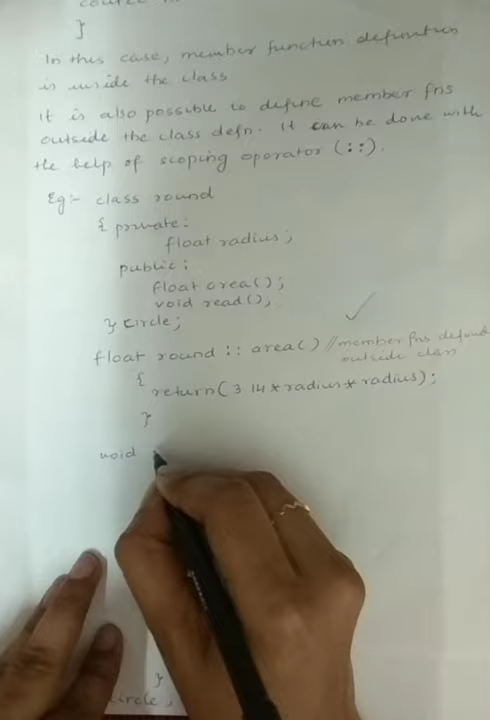 }
In this case, member function definition
is inside the class
It is also possible to define member fns
outside the class defn. It can be done with
the help of scoping operator (::).
Eg:- class round
{ private:
float radius;
public:
float area();
void read();
} circle;
float round :: area() //member fns defined
outside class
{
return(3.14*radius*radius);
}
void
}
circle;